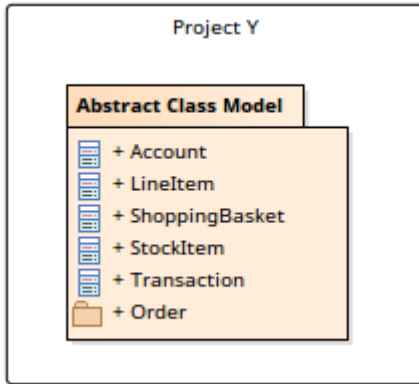 Project Y
Abstract Class Model
+ Account
+ LineItem
+ ShoppingBasket
+ StockItem
+ Transaction
+ Order